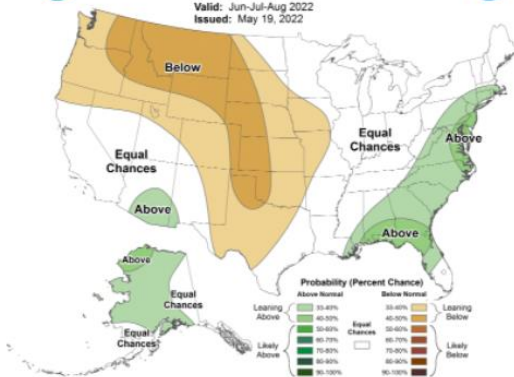 Valid: Jun-Jul-Aug 2022
Issued: May 19, 2022
Below
Equal
Chances
Above
Equal
Chances
Above
Above
Above
Equal
Chances
Equal
Chances
Probability (Percent Chance)
Above Normal
Below Normal
Leaning
Above
33-40%
40-50%
50-60%
Likely
Above
60-70%
70-80%
80-90%
90-100%
Equal
Chances
33-40%
40-50%
50-60%
60-70%
70-80%
80-90%
90-100%
Leaning
Below
Likely
Below